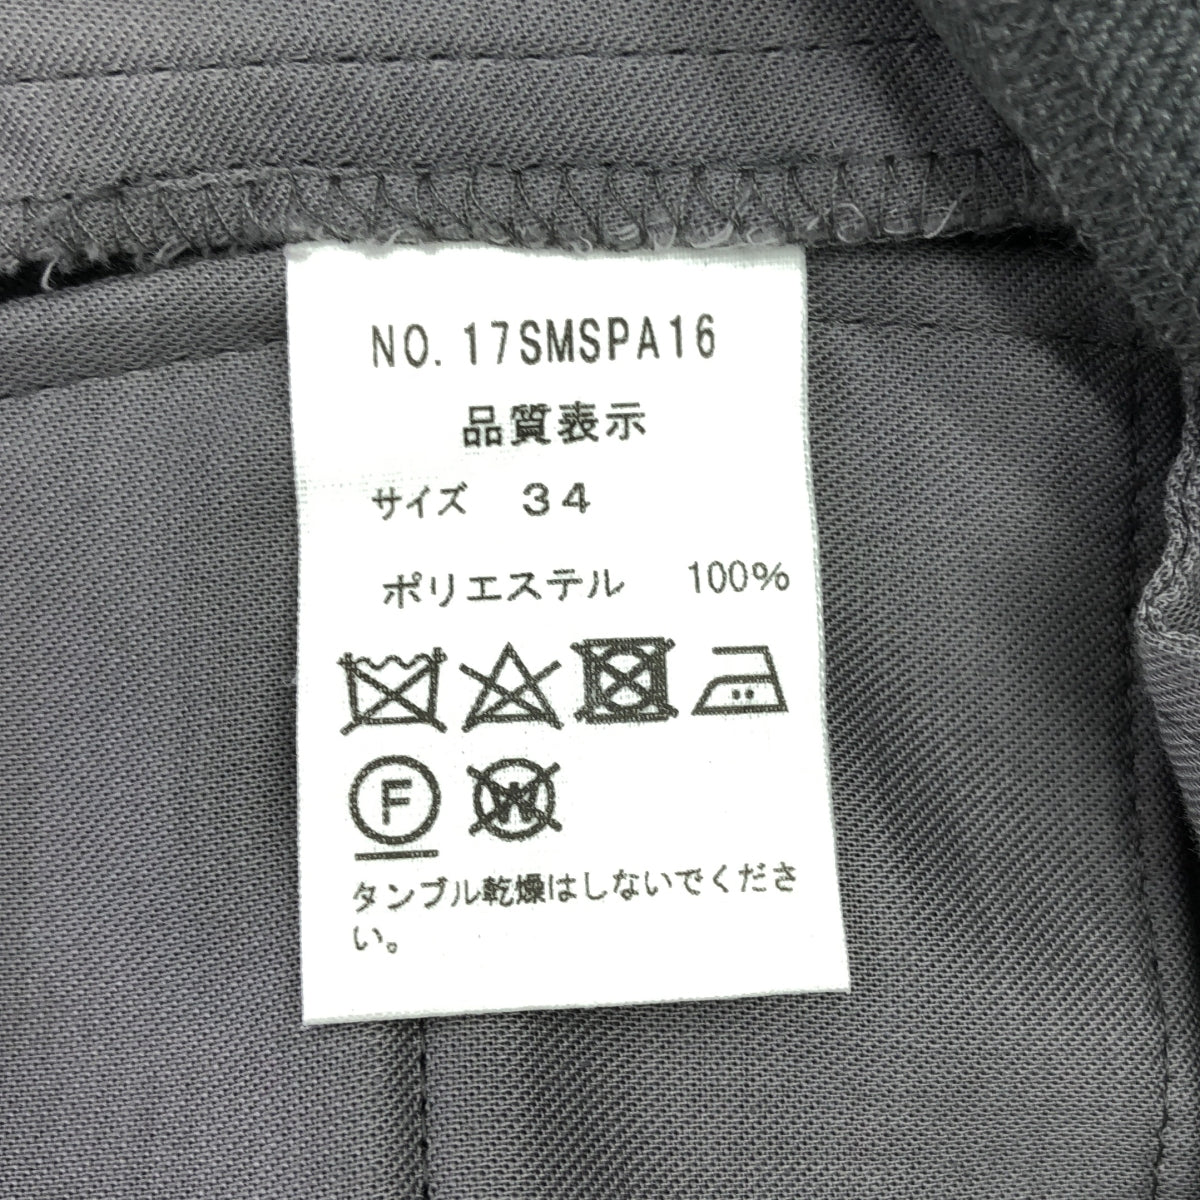 NO.17SMSPA16
品質表示
サイズ 34
ポリエステル 100%
F W
タンブル乾燥はしないでくださ
い。